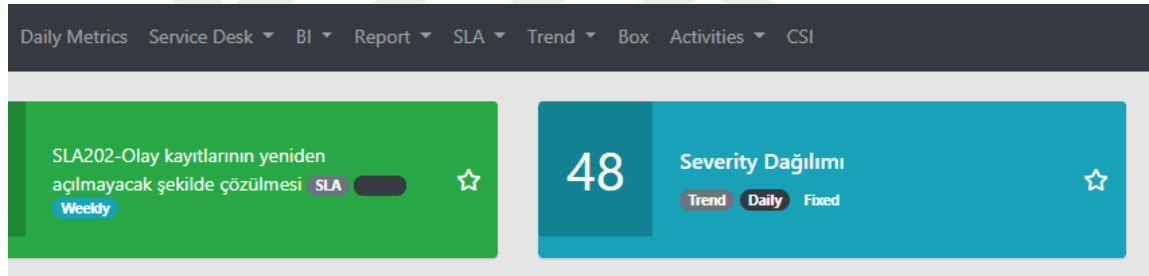 Daily Metrics Service Desk BI Report SLA Trend Box Activities CSI
SLA202-Olay kayıtlarının yeniden
açılmayacak şekilde çözülmesi SLA
Weekly
48
Severity Dağılımı
Trend Daily Fixed